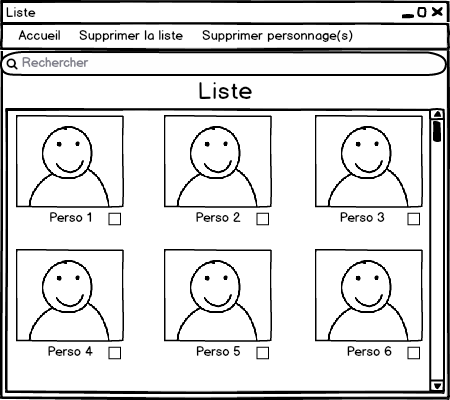 Liste
Accueil Supprimer la liste Supprimer personnage(s)
Rechercher
Liste
Perso 1 Perso 2 Perso 3
Perso 4 Perso 5 Perso 6